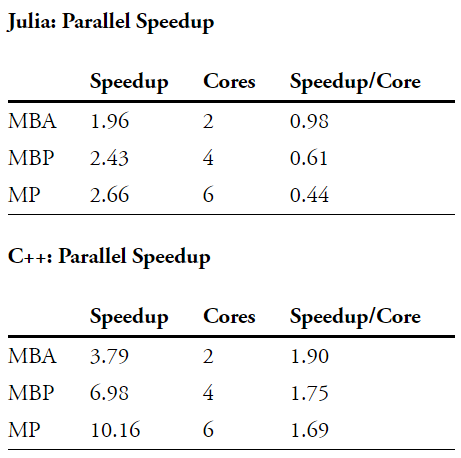 Julia: Parallel Speedup
Speedup Cores Speedup/Core
MBA 1.96 2 0.98
MBP 2.43 4 0.61
MP 2.66 6 0.44
C++: Parallel Speedup
Speedup Cores Speedup/Core
MBA 3.79 2 1.90
MBP 6.98 4 1.75
MP 10.16 6 1.69